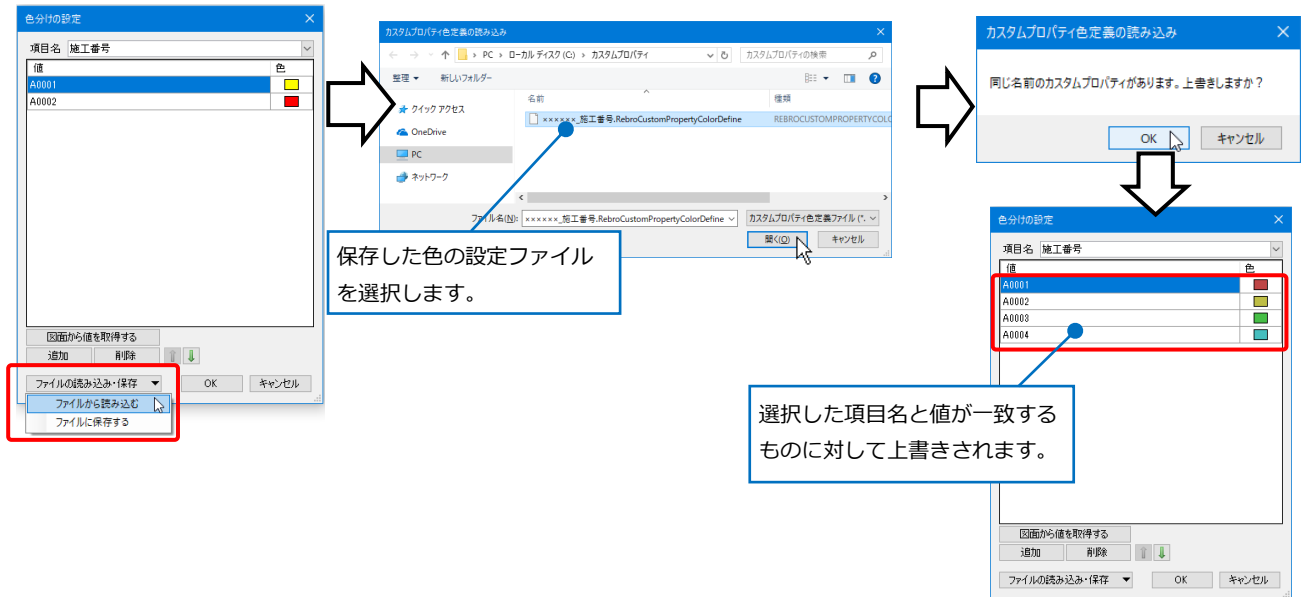 色分けの設定
項目名 施工番号
値 色
A0001
A0002
図面から値を取得する
追加 削除
ファイルの読み込み・保存 OK キャンセル
ファイルから読み込む
ファイルに保存する
カスタムプロパティ色定義の読み込み
PC › ローカル ディスク (C:) › カスタムプロパティ カスタムプロパティの検索
整理 新しいフォルダー
名前 種類
クイック アクセス
××××××_施工番号.RebroCustomPropertyColorDefine REBROCUSTOMPROPERTYCOLO
OneDrive
PC
ネットワーク
ファイル名(N): ××××××_施工番号.RebroCustomPropertyColorDefine カスタムプロパティ色定義ファイル (*.
開く(O) キャンセル
保存した色の設定ファイル
を選択します。
カスタムプロパティ色定義の読み込み
同じ名前のカスタムプロパティがあります。上書きしますか？
OK キャンセル
色分けの設定
項目名 施工番号
値 色
A0001
A0002
A0003
A0004
選択した項目名と値が一致する
ものに対して上書きされます。
図面から値を取得する
追加 削除
ファイルの読み込み・保存 OK キャンセル